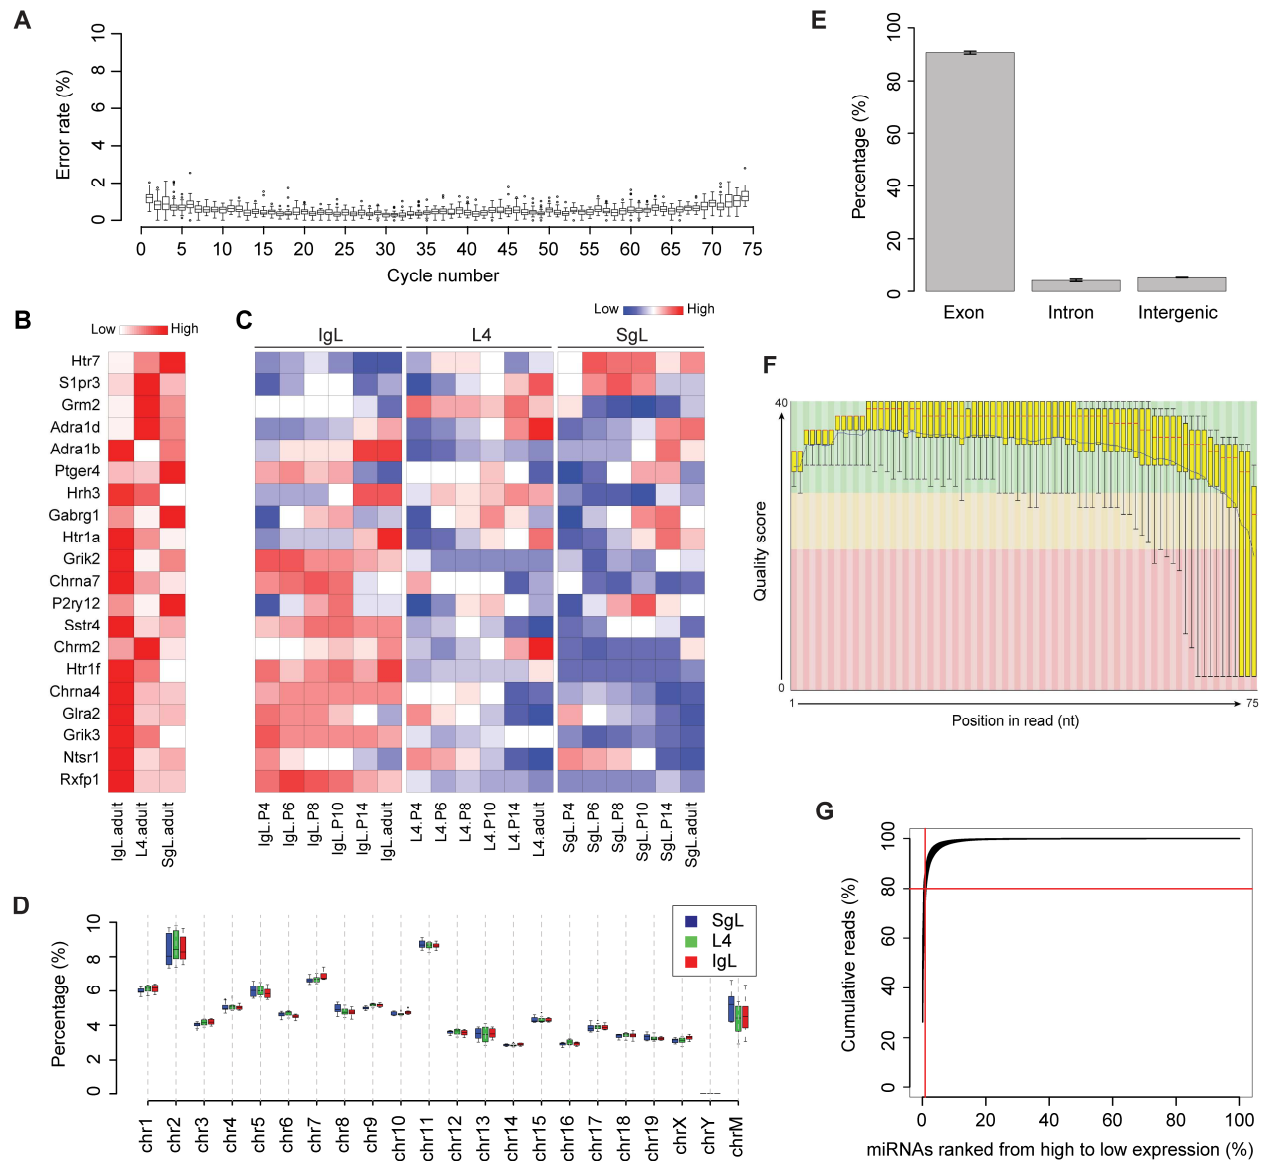 A
Error rate (%)
10
8
6
4
2
0
0 5 10 15 20 25 30 35 40 45 50 55 60 65 70 75
Cycle number
E
Percentage (%)
100
80
60
40
20
0
Exon Intron Intergenic
B
Low High
Htr7
S1pr3
Grm2
Adra1d
Adra1b
Ptger4
Hrh3
Gabrg1
Htr1a
Grik2
Chrna7
P2ry12
Sstr4
Chrm2
Htr1f
Chrna4
Glra2
Grik3
Ntsr1
Rxfp1
IgL.adult L4.adult SgL.adult
C
Low High
IgL L4 SgL
IgL.P4 IgL.P6 IgL.P8 IgL.P10 IgL.P14 IgL.adult L4.P4 L4.P6 L4.P8 L4.P10 L4.P14 L4.adult SgL.P4 SgL.P6 SgL.P8 SgL.P10 SgL.P14 SgL.adult
F
40
Quality score
0
1 75
Position in read (nt)
D
Percentage (%)
10
8
6
4
2
0
SgL
L4
IgL
chr1 chr2 chr3 chr4 chr5 chr6 chr7 chr8 chr9 chr10 chr11 chr12 chr13 chr14 chr15 chr16 chr17 chr18 chr19 chrX chrY chrM
G
Cumulative reads (%)
100
80
60
40
20
0
0 20 40 60 80 100
miRNAs ranked from high to low expression (%)